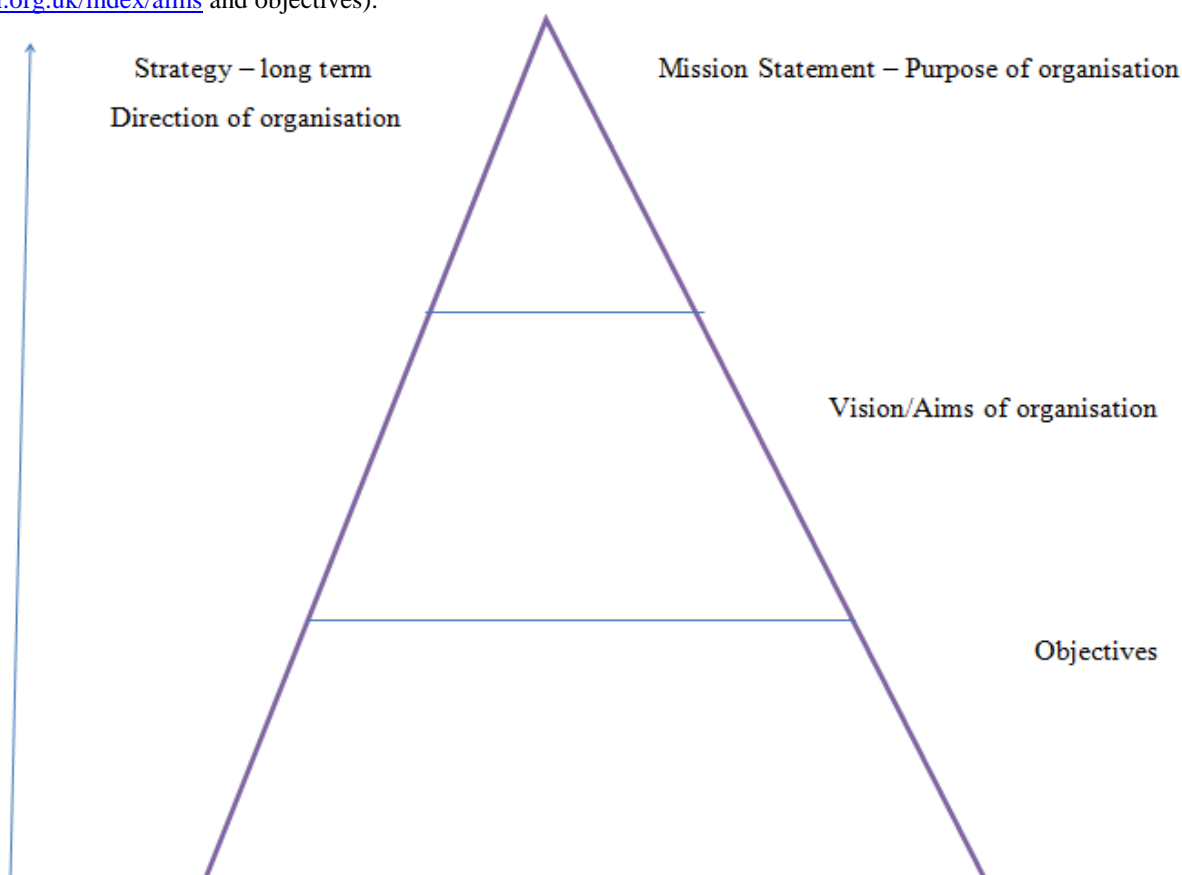 .org.uk/index/aims and objectives).
Strategy – long term
Direction of organisation
Mission Statement – Purpose of organisation
Vision/Aims of organisation
Objectives